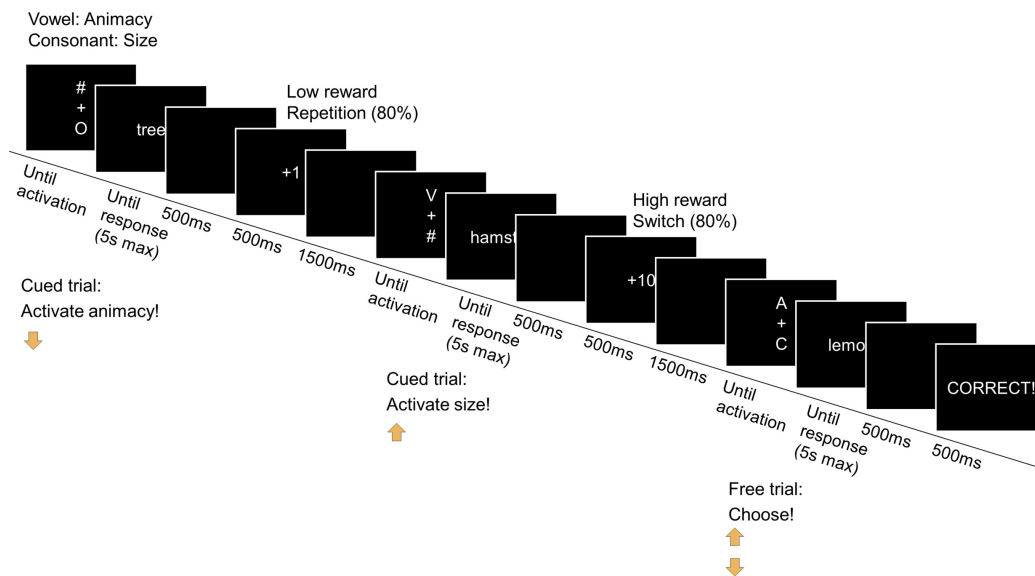 Vowel: Animacy
Consonant: Size
#
+
O
tree
Low reward
Repetition (80%)
+1
V
+
#
hamst
High reward
Switch (80%)
+10
A
+
C
lemo
CORRECT!
Until
activation
Until
response
(5s max)
500ms
500ms
1500ms
Until
activation
Until
response
(5s max)
500ms
500ms
1500ms
Until
activation
Until
response
(5s max)
500ms
500ms
Cued trial:
Activate animacy!
Cued trial:
Activate size!
Free trial:
Choose!